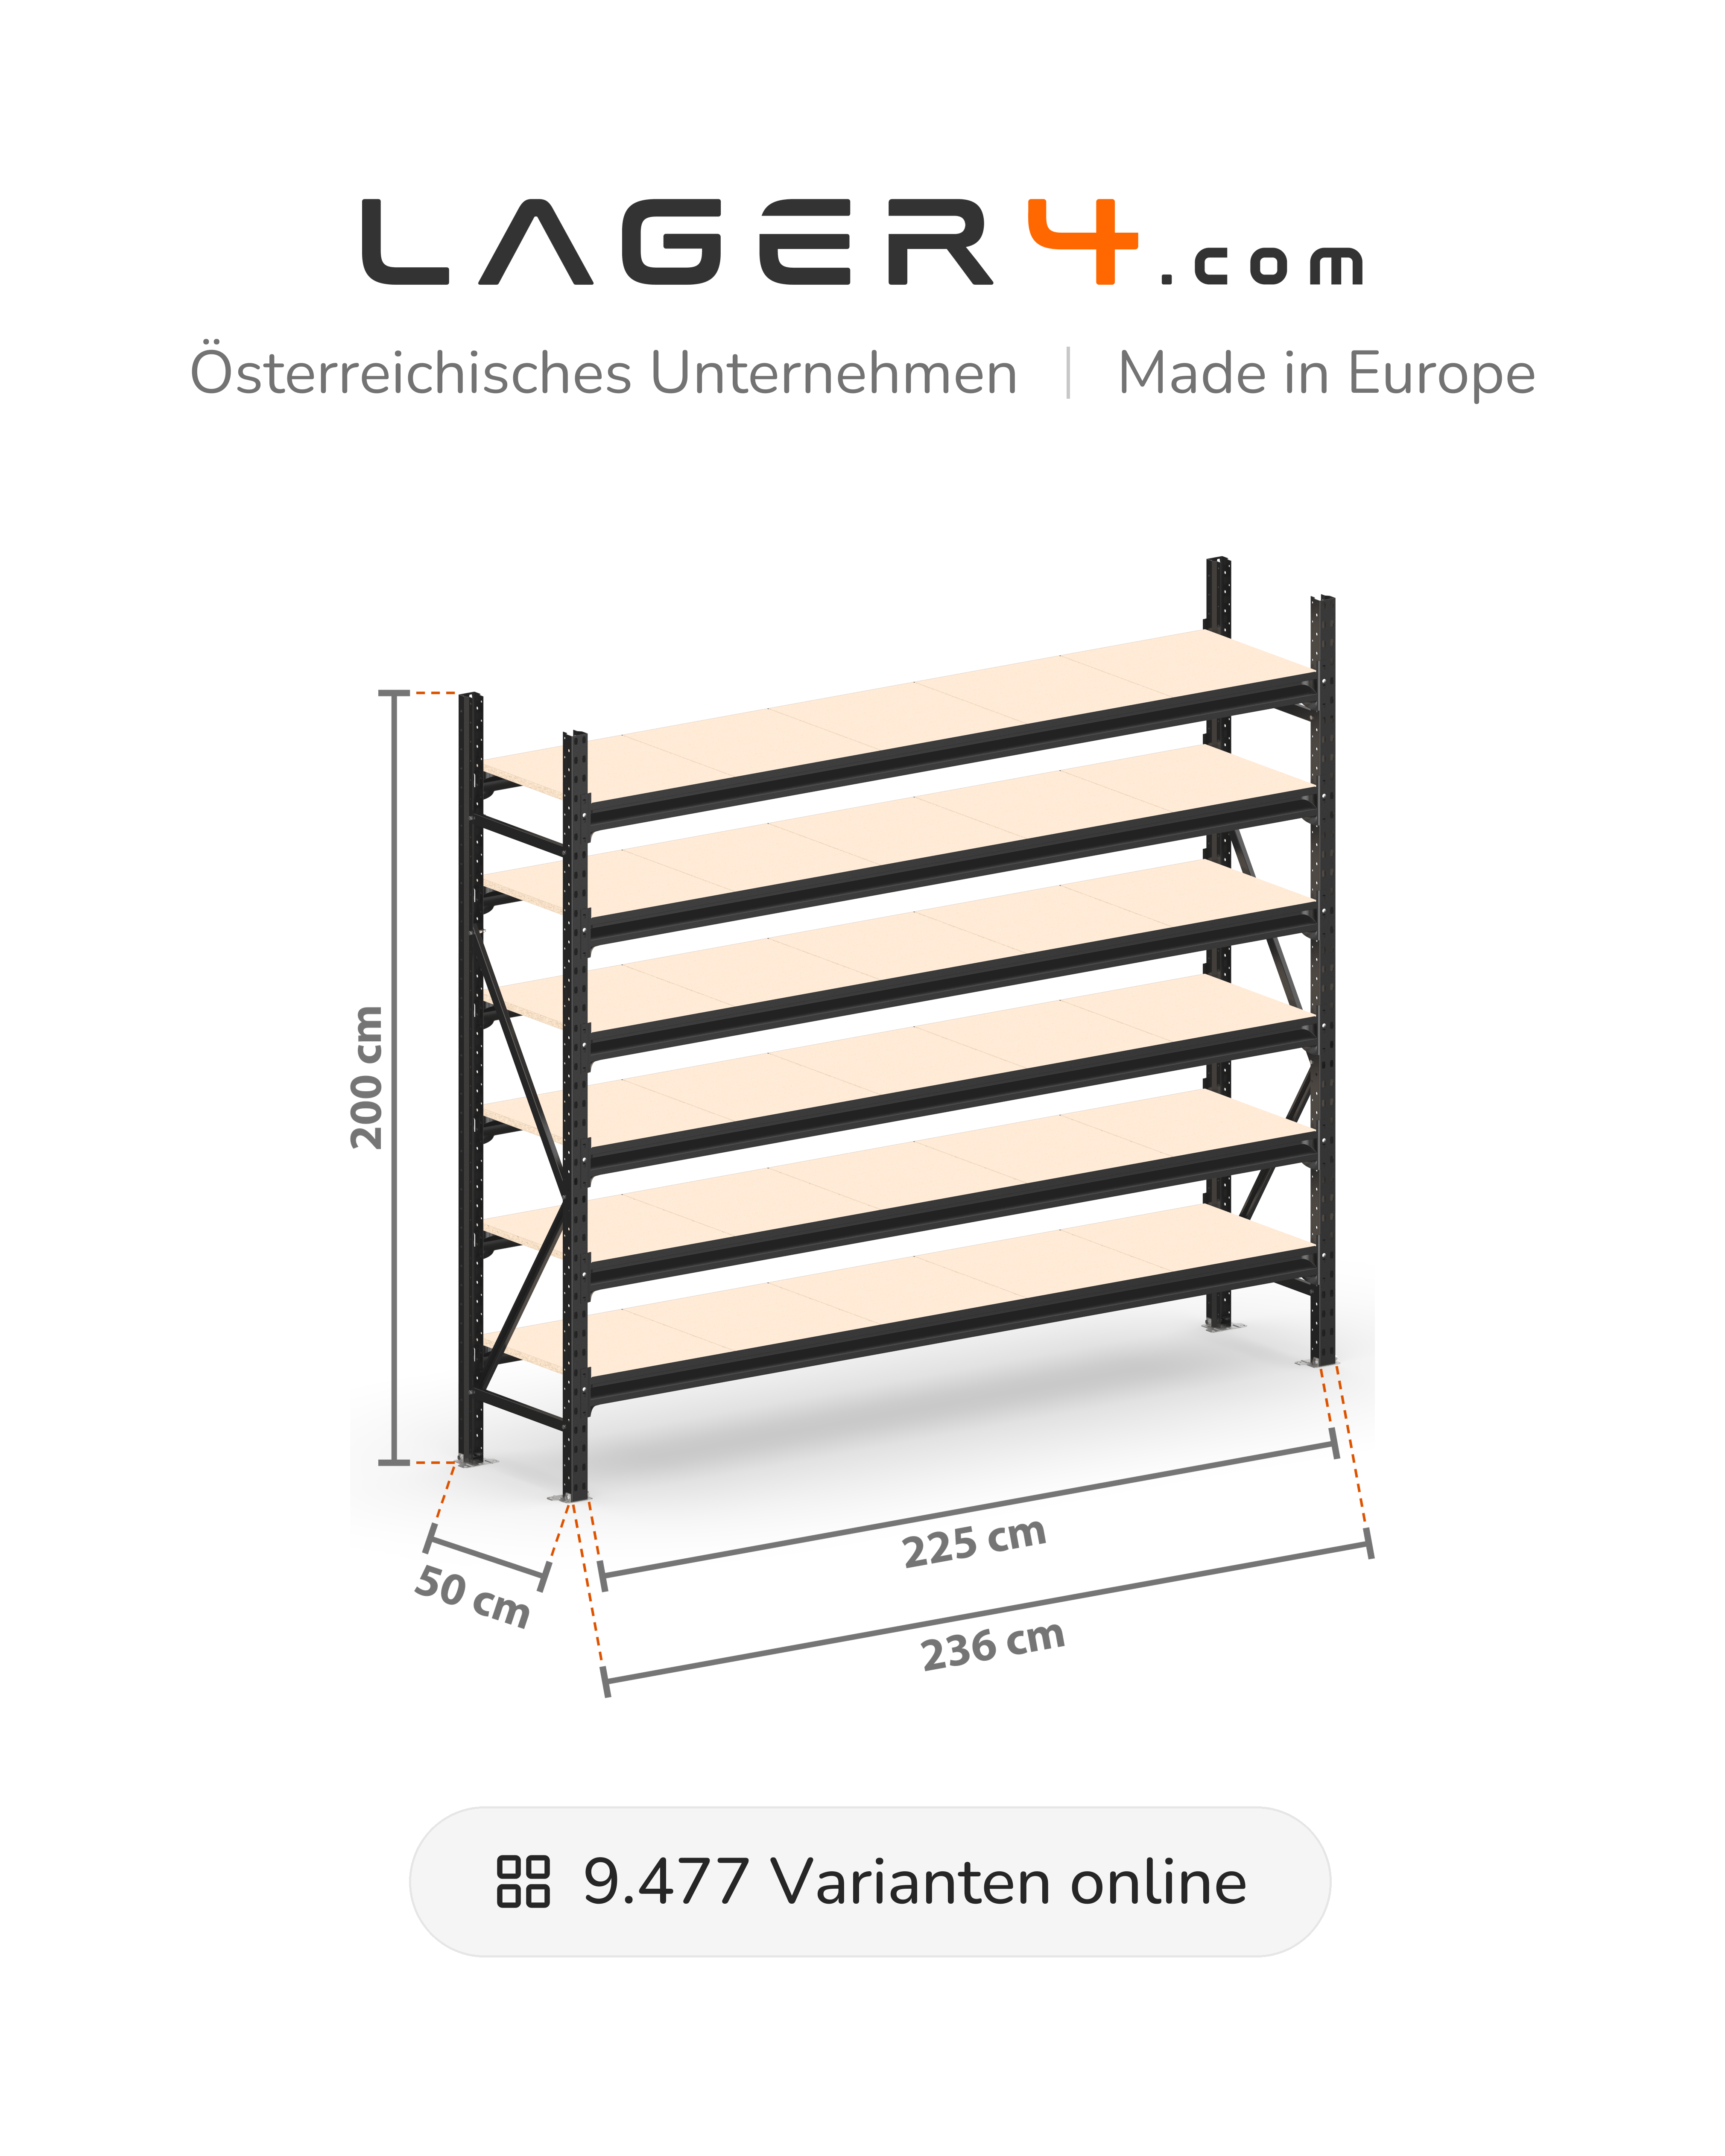 LAGER4.com
Österreichisches Unternehmen | Made in Europe
200 cm
225 cm
50 cm
236 cm
9.477 Varianten online